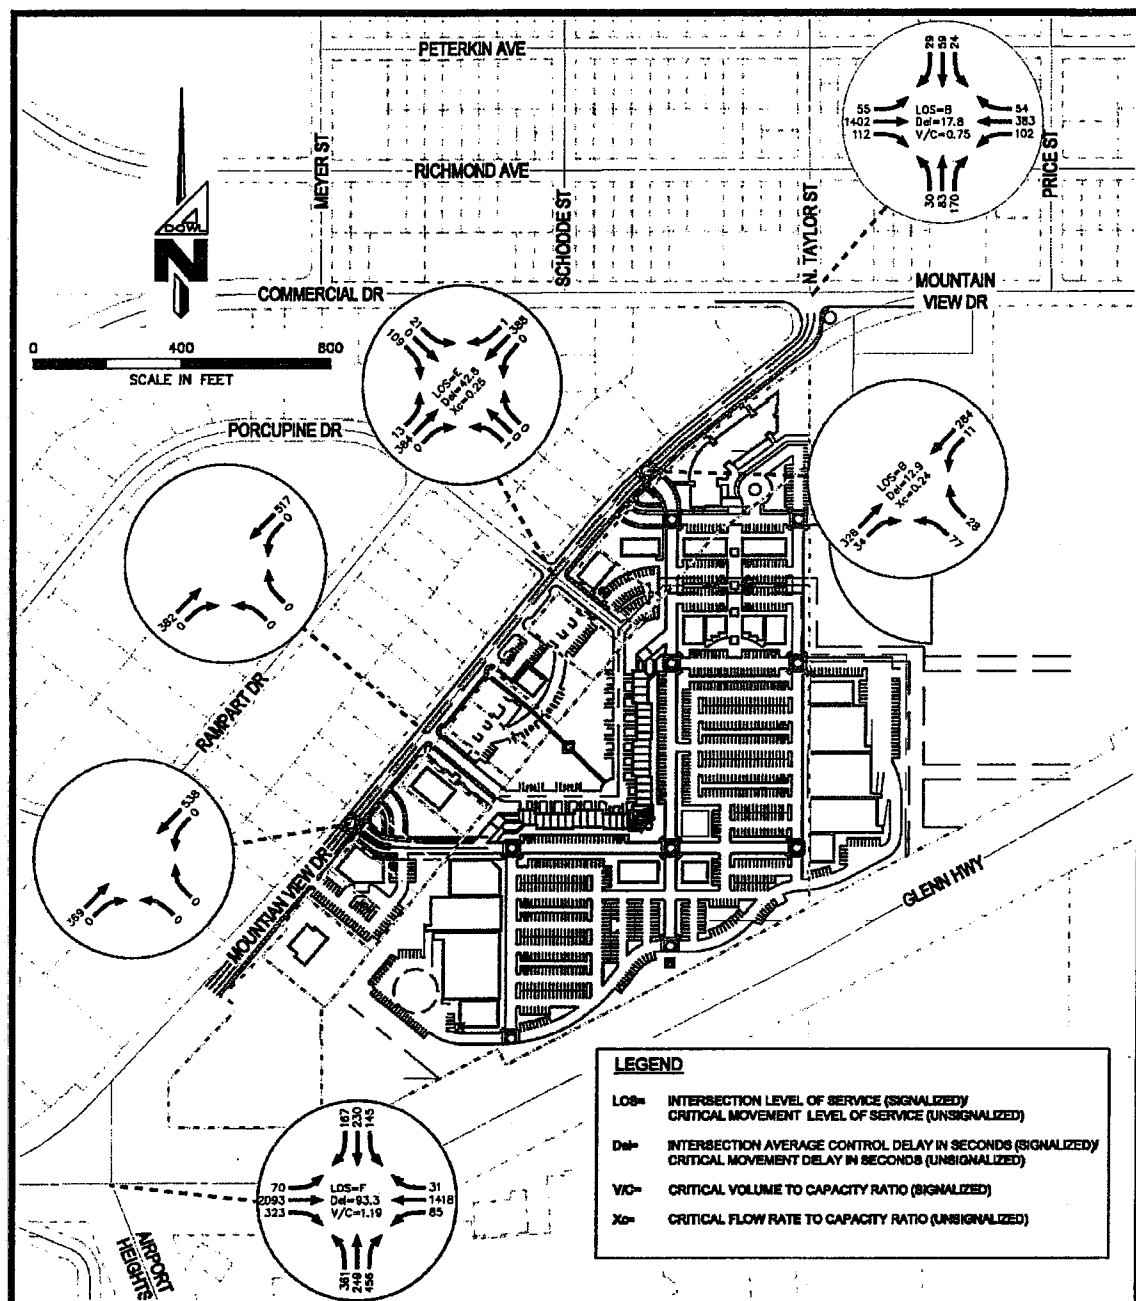 PETERKIN AVE
29 59 24
55
1402
112
LOS=B
Del=17.8
V/C=0.75
54
383
102
30 83 170
MEYER ST
RICHMOND AVE
SCHODDE ST
N. TAYLOR ST
PRICE ST
DOWL
N
COMMERCIAL DR
MOUNTAIN
VIEW DR
0 400 800
SCALE IN FEET
21
0
109
1
385
0
LOS=E
Del=42.8
Xc=0.25
13
384
0
PORCUPINE DR
284
11
LOS=B
Del=12.9
Xc=0.24
328
34
28
77
517
0
382
0
0
0
RAMPART DR
538
0
369
0
0
0
MOUNTIAN VIEW DR
GLENN HWY
167 230 145
70
2093
323
LOS=F
Del=93.3
V/C=1.19
31
1418
85
361 249 456
AIRPORT
HEIGHTS
LEGEND
LOS= INTERSECTION LEVEL OF SERVICE (SIGNALIZED)/
CRITICAL MOVEMENT LEVEL OF SERVICE (UNSIGNALIZED)
Del= INTERSECTION AVERAGE CONTROL DELAY IN SECONDS (SIGNALIZED)/
CRITICAL MOVEMENT DELAY IN SECONDS (UNSIGNALIZED)
V/C= CRITICAL VOLUME TO CAPACITY RATIO (SIGNALIZED)
Xc= CRITICAL FLOW RATE TO CAPACITY RATIO (UNSIGNALIZED)